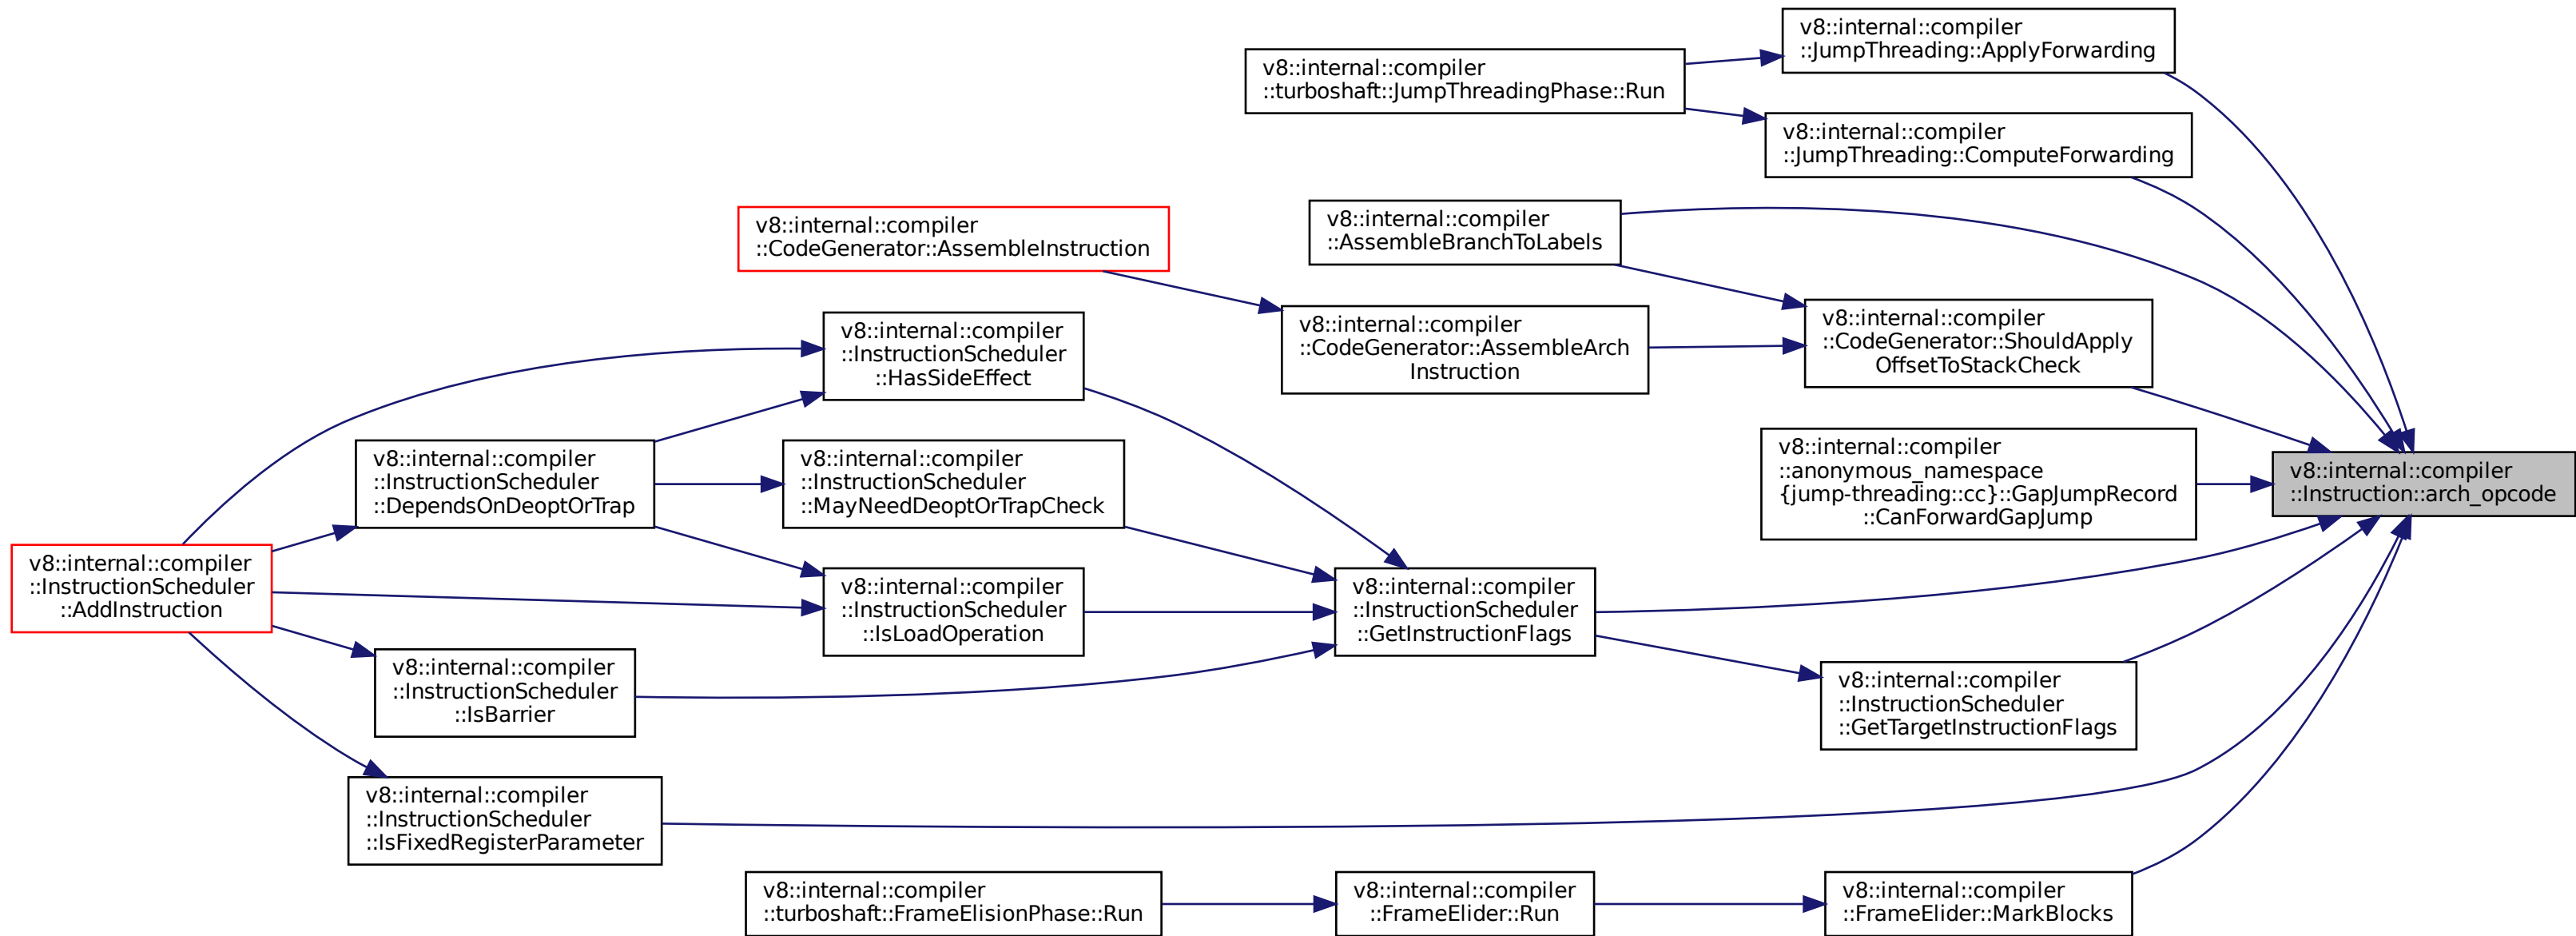 v8::internal::compiler
::JumpThreading::ApplyForwarding
v8::internal::compiler
::turboshaft::JumpThreadingPhase::Run
v8::internal::compiler
::JumpThreading::ComputeForwarding
v8::internal::compiler
::CodeGenerator::AssembleInstruction
v8::internal::compiler
::AssembleBranchToLabels
v8::internal::compiler
::InstructionScheduler
::HasSideEffect
v8::internal::compiler
::CodeGenerator::AssembleArch
Instruction
v8::internal::compiler
::CodeGenerator::ShouldApply
OffsetToStackCheck
v8::internal::compiler
::InstructionScheduler
::DependsOnDeoptOrTrap
v8::internal::compiler
::InstructionScheduler
::MayNeedDeoptOrTrapCheck
v8::internal::compiler
::anonymous_namespace
{jump-threading::cc}::GapJumpRecord
::CanForwardGapJump
v8::internal::compiler
::Instruction::arch_opcode
v8::internal::compiler
::InstructionScheduler
::AddInstruction
v8::internal::compiler
::InstructionScheduler
::IsLoadOperation
v8::internal::compiler
::InstructionScheduler
::GetInstructionFlags
v8::internal::compiler
::InstructionScheduler
::IsBarrier
v8::internal::compiler
::InstructionScheduler
::GetTargetInstructionFlags
v8::internal::compiler
::InstructionScheduler
::IsFixedRegisterParameter
v8::internal::compiler
::turboshaft::FrameElisionPhase::Run
v8::internal::compiler
::FrameElider::Run
v8::internal::compiler
::FrameElider::MarkBlocks